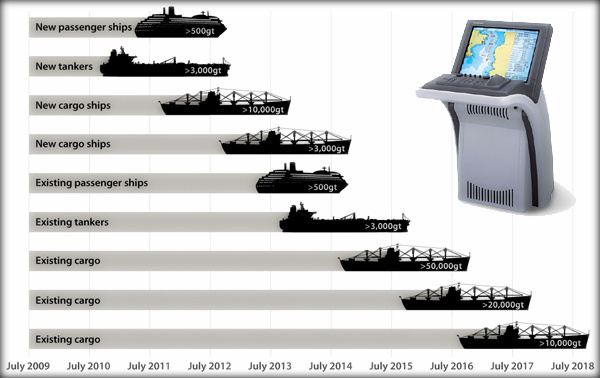 New passenger ships >500gt
New tankers >3,000gt
New cargo ships >10,000gt
New cargo ships >3,000gt
Existing passenger ships >500gt
Existing tankers >3,000gt
Existing cargo >50,000gt
Existing cargo >20,000gt
Existing cargo >10,000gt
July 2009 July 2010 July 2011 July 2012 July 2013 July 2014 July 2015 July 2016 July 2017 July 2018